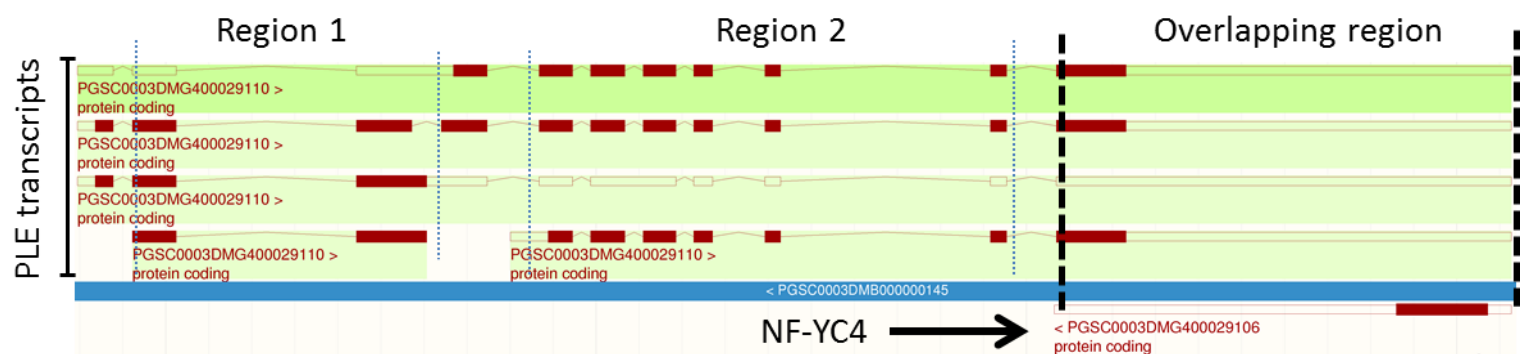 Region 1
Region 2
Overlapping region
PLE transcripts
PGSC0003DMG400029110 >
protein coding
PGSC0003DMG400029110 >
protein coding
PGSC0003DMG400029110 >
protein coding
PGSC0003DMG400029110 >
protein coding
PGSC0003DMG400029110 >
protein coding
< PGSC0003DMB000000145
NF-YC4
< PGSC0003DMG400029106
protein coding